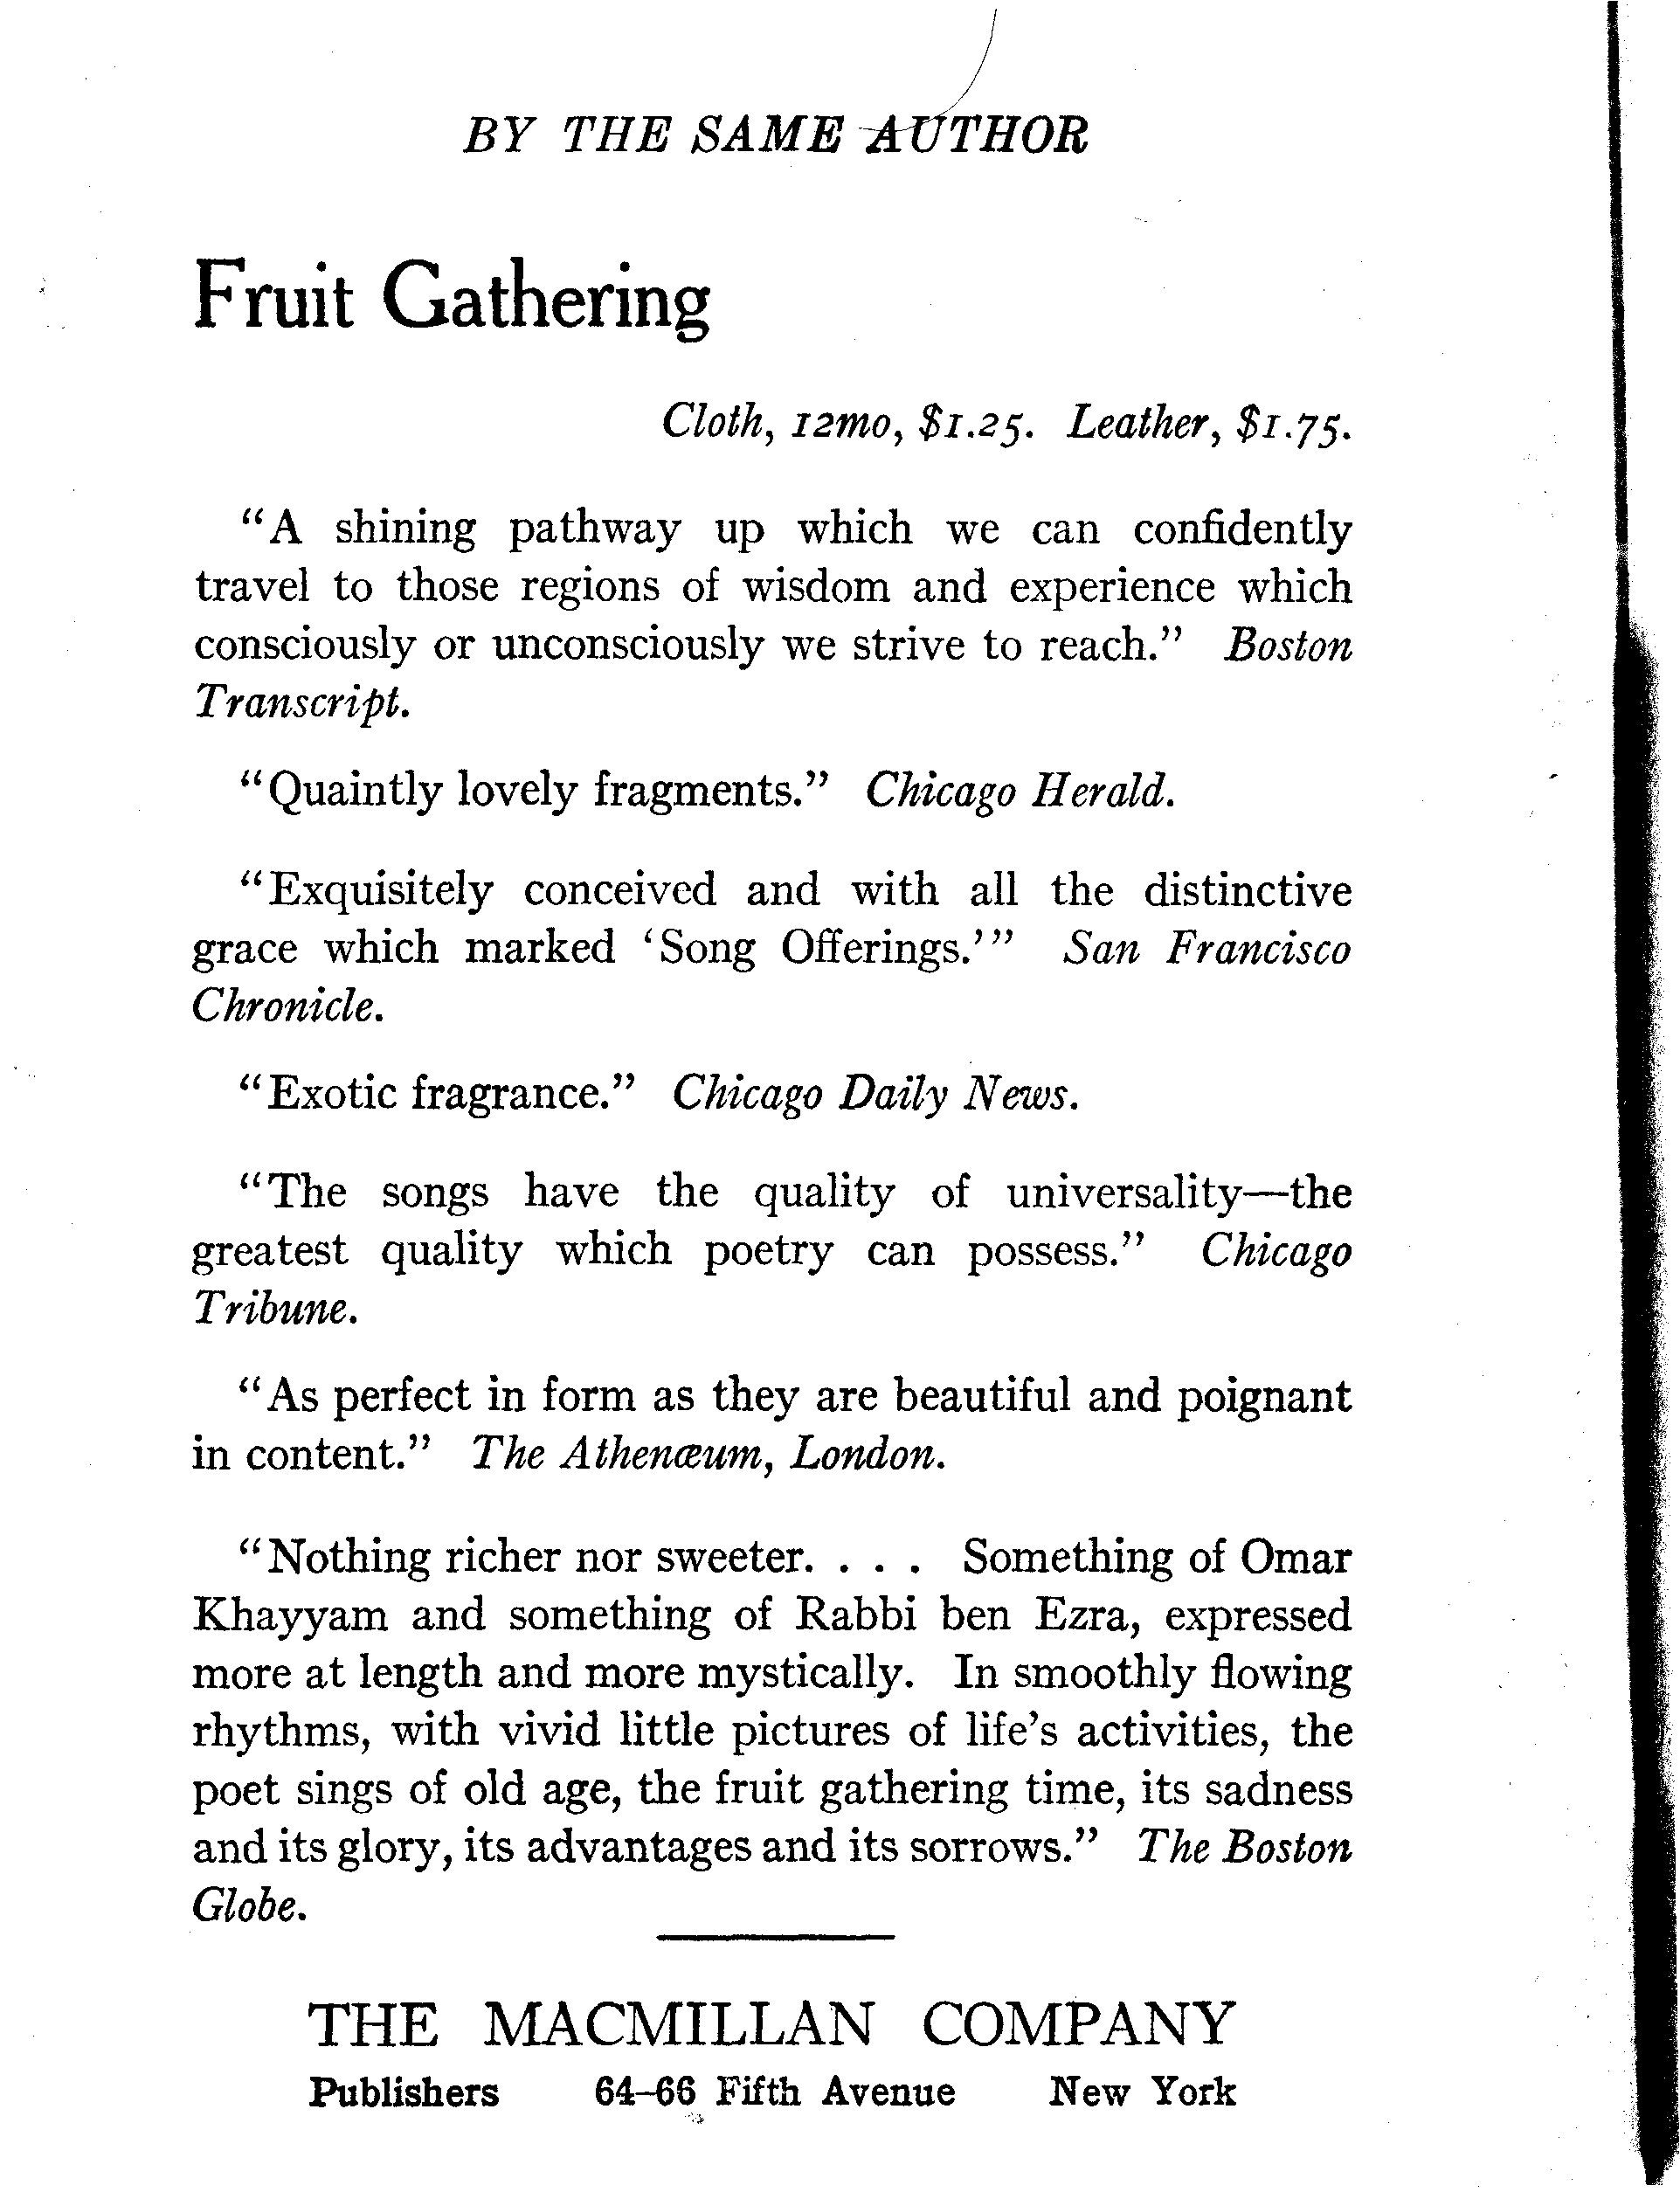 BY THE SAME AUTHOR
Fruit Gathering
Cloth, 12mo, $1.25. Leather, $1.75.
“A shining pathway up which we can confidently
travel to those regions of wisdom and experience which
consciously or unconsciously we strive to reach.” Boston
Transcript.
“Quaintly lovely fragments.” Chicago Herald.
“Exquisitely conceived and with all the distinctive
grace which marked ‘Song Offerings.’” San Francisco
Chronicle.
“Exotic fragrance.” Chicago Daily News.
“The songs have the quality of universality—the
greatest quality which poetry can possess.” Chicago
Tribune.
“As perfect in form as they are beautiful and poignant
in content.” The Athenæum, London.
“Nothing richer nor sweeter. . . . Something of Omar
Khayyam and something of Rabbi ben Ezra, expressed
more at length and more mystically. In smoothly flowing
rhythms, with vivid little pictures of life’s activities, the
poet sings of old age, the fruit gathering time, its sadness
and its glory, its advantages and its sorrows.” The Boston
Globe.
THE MACMILLAN COMPANY
Publishers 64–66 Fifth Avenue New York